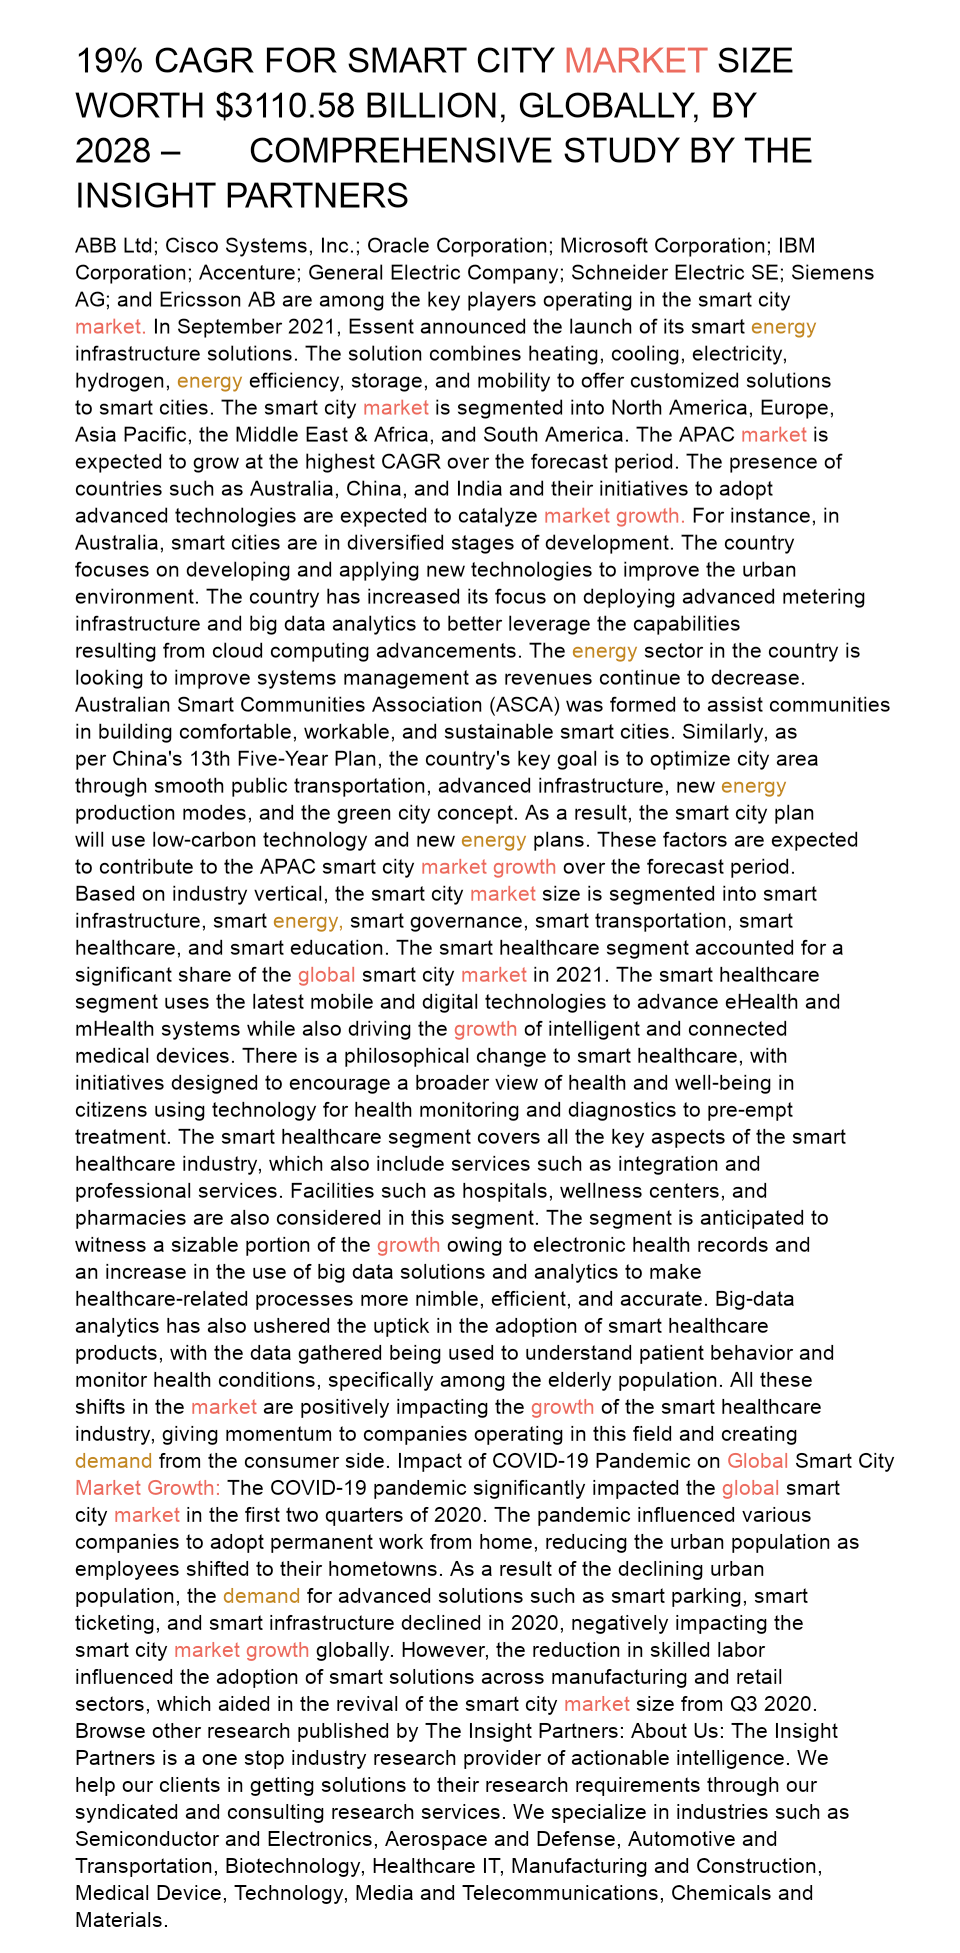 19% CAGR FOR SMART CITY MARKET SIZE
WORTH $3110.58 BILLION, GLOBALLY, BY
2028 – COMPREHENSIVE STUDY BY THE
INSIGHT PARTNERS
ABB Ltd; Cisco Systems, Inc.; Oracle Corporation; Microsoft Corporation; IBM
Corporation; Accenture; General Electric Company; Schneider Electric SE; Siemens
AG; and Ericsson AB are among the key players operating in the smart city
market. In September 2021, Essent announced the launch of its smart energy
infrastructure solutions. The solution combines heating, cooling, electricity,
hydrogen, energy efficiency, storage, and mobility to offer customized solutions
to smart cities. The smart city market is segmented into North America, Europe,
Asia Pacific, the Middle East & Africa, and South America. The APAC market is
expected to grow at the highest CAGR over the forecast period. The presence of
countries such as Australia, China, and India and their initiatives to adopt
advanced technologies are expected to catalyze market growth. For instance, in
Australia, smart cities are in diversified stages of development. The country
focuses on developing and applying new technologies to improve the urban
environment. The country has increased its focus on deploying advanced metering
infrastructure and big data analytics to better leverage the capabilities
resulting from cloud computing advancements. The energy sector in the country is
looking to improve systems management as revenues continue to decrease.
Australian Smart Communities Association (ASCA) was formed to assist communities
in building comfortable, workable, and sustainable smart cities. Similarly, as
per China's 13th Five-Year Plan, the country's key goal is to optimize city area
through smooth public transportation, advanced infrastructure, new energy
production modes, and the green city concept. As a result, the smart city plan
will use low-carbon technology and new energy plans. These factors are expected
to contribute to the APAC smart city market growth over the forecast period.
Based on industry vertical, the smart city market size is segmented into smart
infrastructure, smart energy, smart governance, smart transportation, smart
healthcare, and smart education. The smart healthcare segment accounted for a
significant share of the global smart city market in 2021. The smart healthcare
segment uses the latest mobile and digital technologies to advance eHealth and
mHealth systems while also driving the growth of intelligent and connected
medical devices. There is a philosophical change to smart healthcare, with
initiatives designed to encourage a broader view of health and well-being in
citizens using technology for health monitoring and diagnostics to pre-empt
treatment. The smart healthcare segment covers all the key aspects of the smart
healthcare industry, which also include services such as integration and
professional services. Facilities such as hospitals, wellness centers, and
pharmacies are also considered in this segment. The segment is anticipated to
witness a sizable portion of the growth owing to electronic health records and
an increase in the use of big data solutions and analytics to make
healthcare-related processes more nimble, efficient, and accurate. Big-data
analytics has also ushered the uptick in the adoption of smart healthcare
products, with the data gathered being used to understand patient behavior and
monitor health conditions, specifically among the elderly population. All these
shifts in the market are positively impacting the growth of the smart healthcare
industry, giving momentum to companies operating in this field and creating
demand from the consumer side. Impact of COVID-19 Pandemic on Global Smart City
Market Growth: The COVID-19 pandemic significantly impacted the global smart
city market in the first two quarters of 2020. The pandemic influenced various
companies to adopt permanent work from home, reducing the urban population as
employees shifted to their hometowns. As a result of the declining urban
population, the demand for advanced solutions such as smart parking, smart
ticketing, and smart infrastructure declined in 2020, negatively impacting the
smart city market growth globally. However, the reduction in skilled labor
influenced the adoption of smart solutions across manufacturing and retail
sectors, which aided in the revival of the smart city market size from Q3 2020.
Browse other research published by The Insight Partners: About Us: The Insight
Partners is a one stop industry research provider of actionable intelligence. We
help our clients in getting solutions to their research requirements through our
syndicated and consulting research services. We specialize in industries such as
Semiconductor and Electronics, Aerospace and Defense, Automotive and
Transportation, Biotechnology, Healthcare IT, Manufacturing and Construction,
Medical Device, Technology, Media and Telecommunications, Chemicals and
Materials.